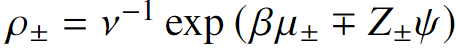 ρ± = ν⁻¹ exp (βμ± ∓ Z±ψ)